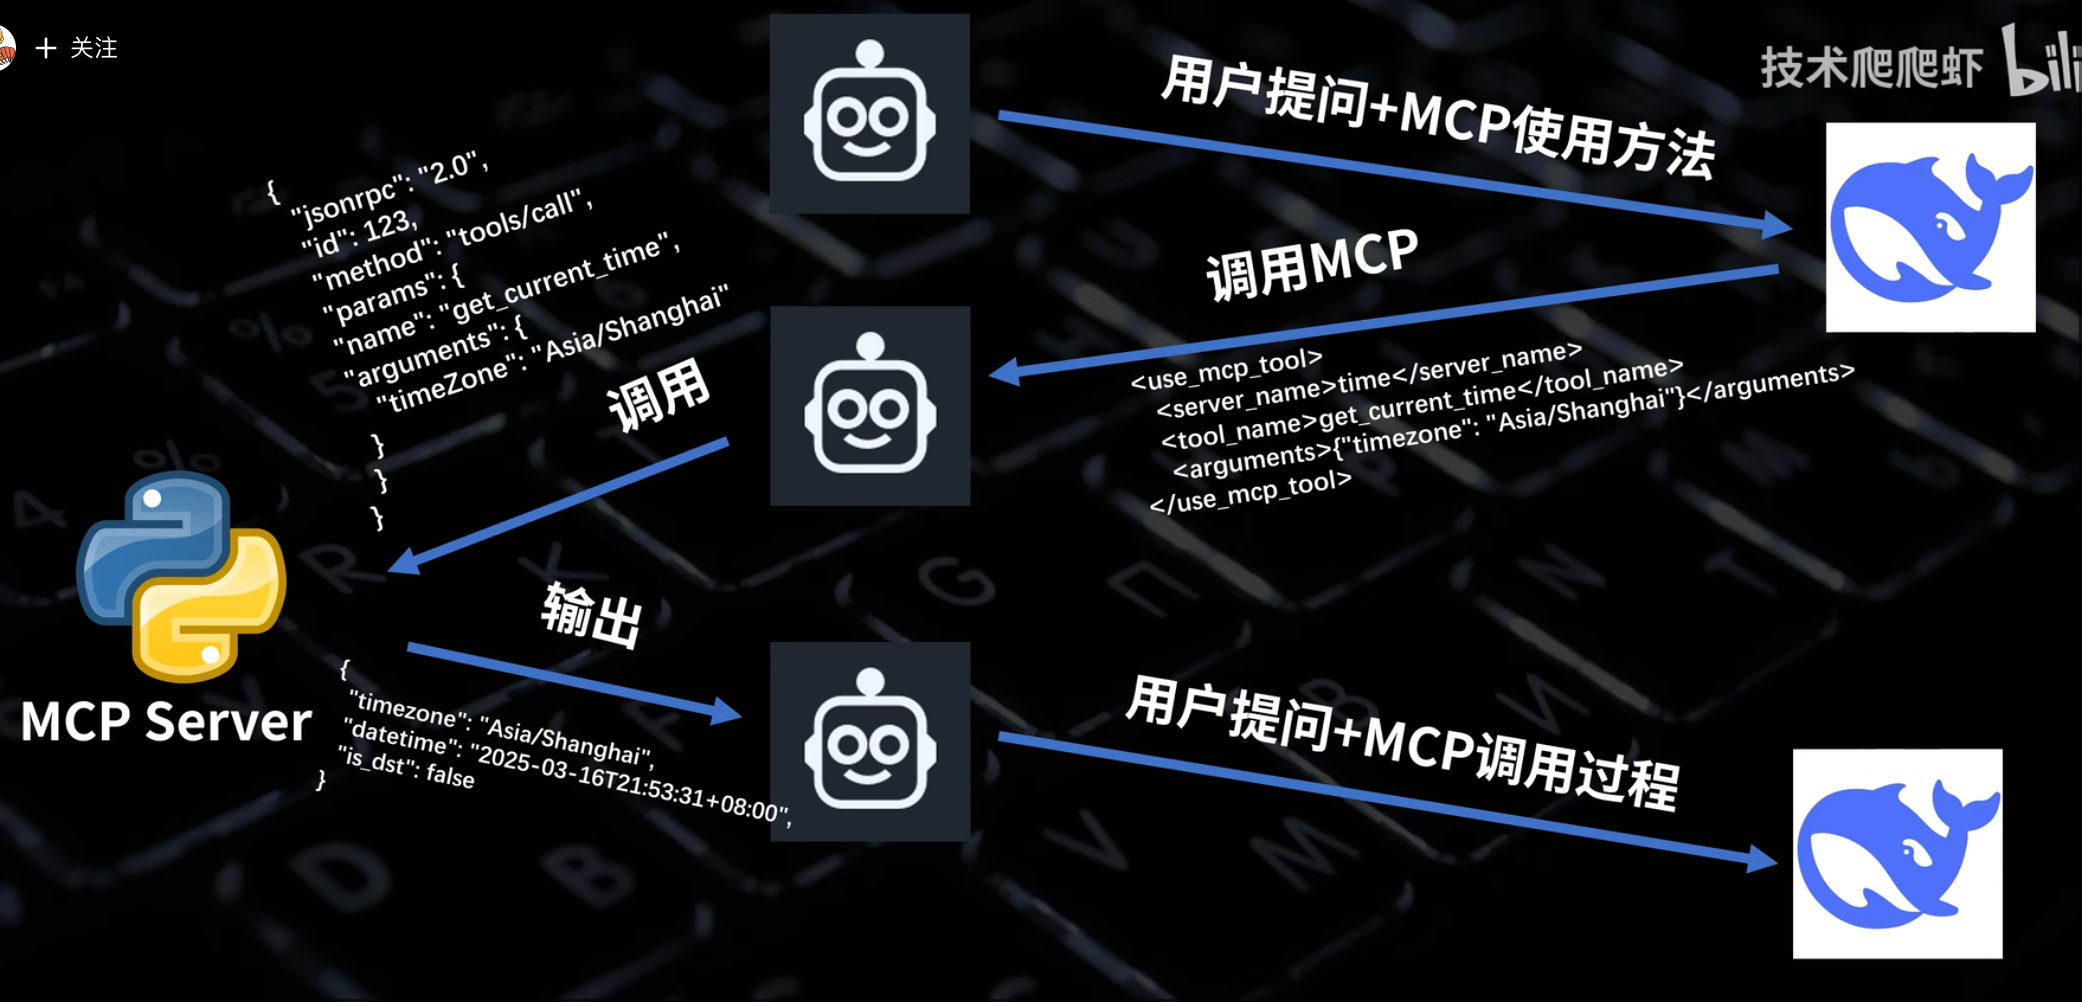 + 关注
技术爬爬虾 bili
用户提问+MCP使用方法
{
"jsonrpc": "2.0",
"id": 123,
"method": "tools/call",
"params": {
"name": "get_current_time",
"arguments": {
"timeZone": "Asia/Shanghai"
}
}
}
调用
调用MCP
<use_mcp_tool>
<server_name>time</server_name>
<tool_name>get_current_time</tool_name>
<arguments>{"timezone": "Asia/Shanghai"}</arguments>
</use_mcp_tool>
MCP Server
输出
{
"timezone": "Asia/Shanghai",
"datetime": "2025-03-16T21:53:31+08:00",
"is_dst": false
}
用户提问+MCP调用过程